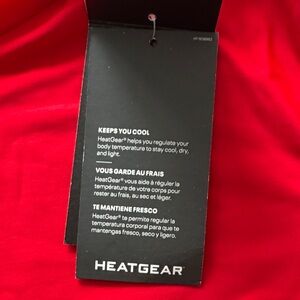 KEEPS YOU COOL
HeatGear® helps you regulate your
body temperature to stay cool, dry,
and light.
VOUS GARDE AU FRAIS
HeatGear® vous aide à réguler la
température de votre corps pour
rester au frais, au sec et léger.
TE MANTIENE FRESCO
HeatGear® te permite regular la
temperatura corporal para que te
mantengas fresco, seco y ligero.
HEATGEAR